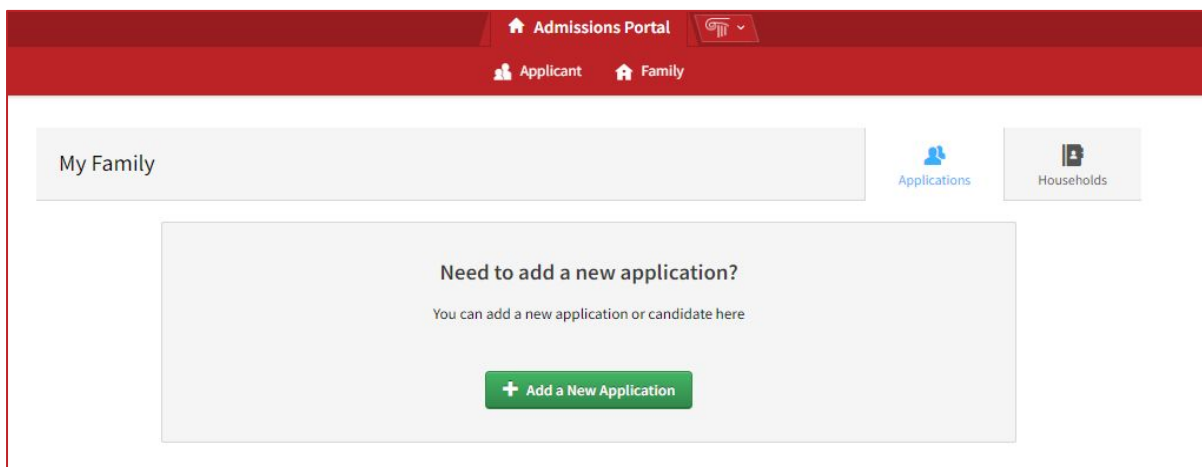 Admissions Portal
Applicant Family
My Family
Applications
Households
Need to add a new application?
You can add a new application or candidate here
Add a New Application